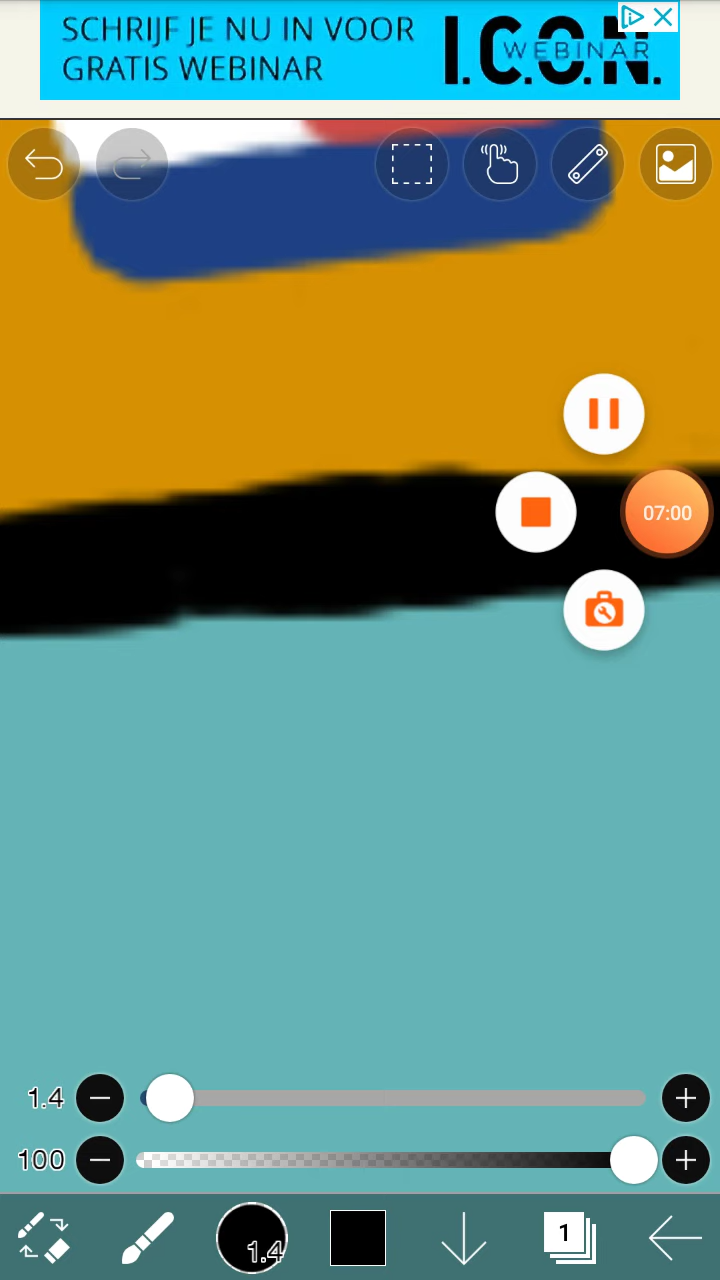 SCHRIJF JE NU IN VOOR
GRATIS WEBINAR
I.C.O.N.
WEBINAR
07:00
1.4
100
1.4
1